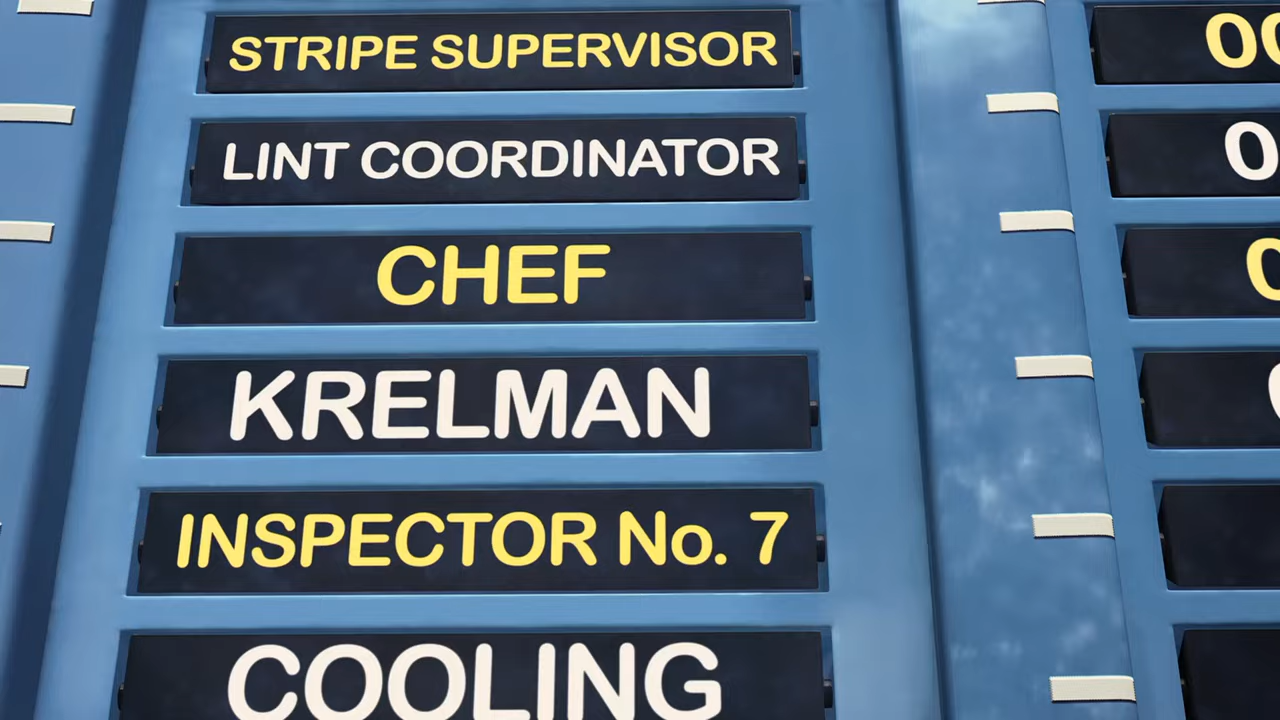 STRIPE SUPERVISOR
LINT COORDINATOR
CHEF
KRELMAN
INSPECTOR No. 7
COOLING